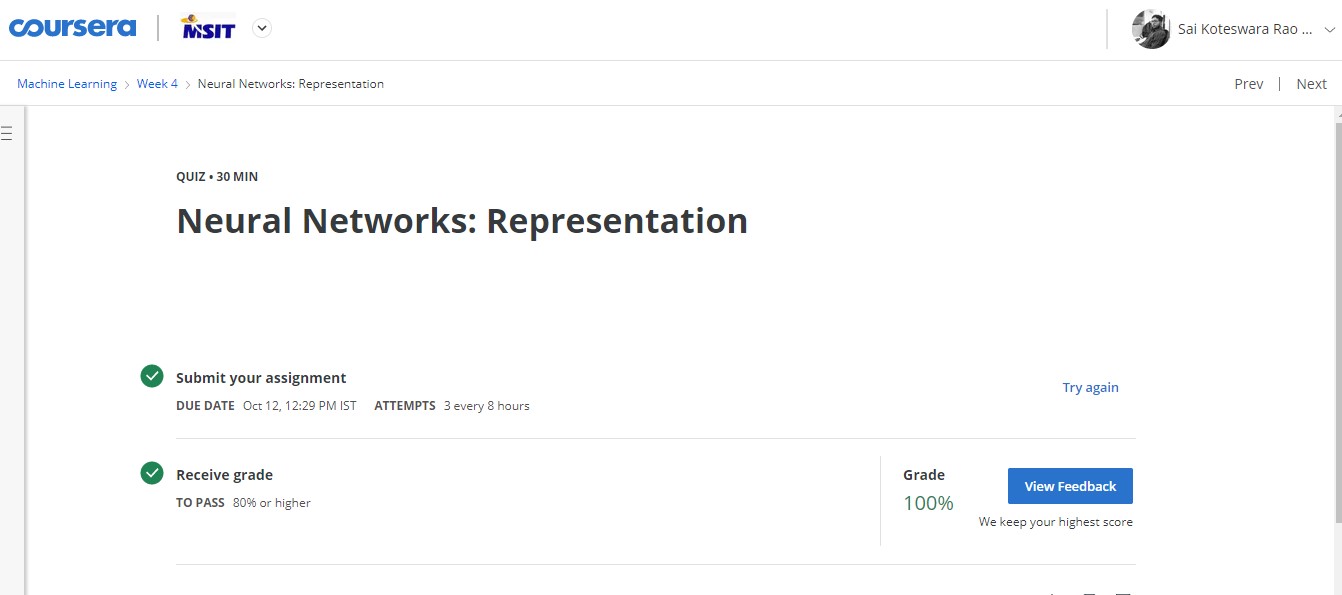 coursera
MSIT
Sai Koteswara Rao ...
Machine Learning > Week 4 > Neural Networks: Representation
Prev | Next
QUIZ • 30 MIN
Neural Networks: Representation
Submit your assignment
DUE DATE Oct 12, 12:29 PM IST ATTEMPTS 3 every 8 hours
Try again
Receive grade
TO PASS 80% or higher
Grade
100%
View Feedback
We keep your highest score